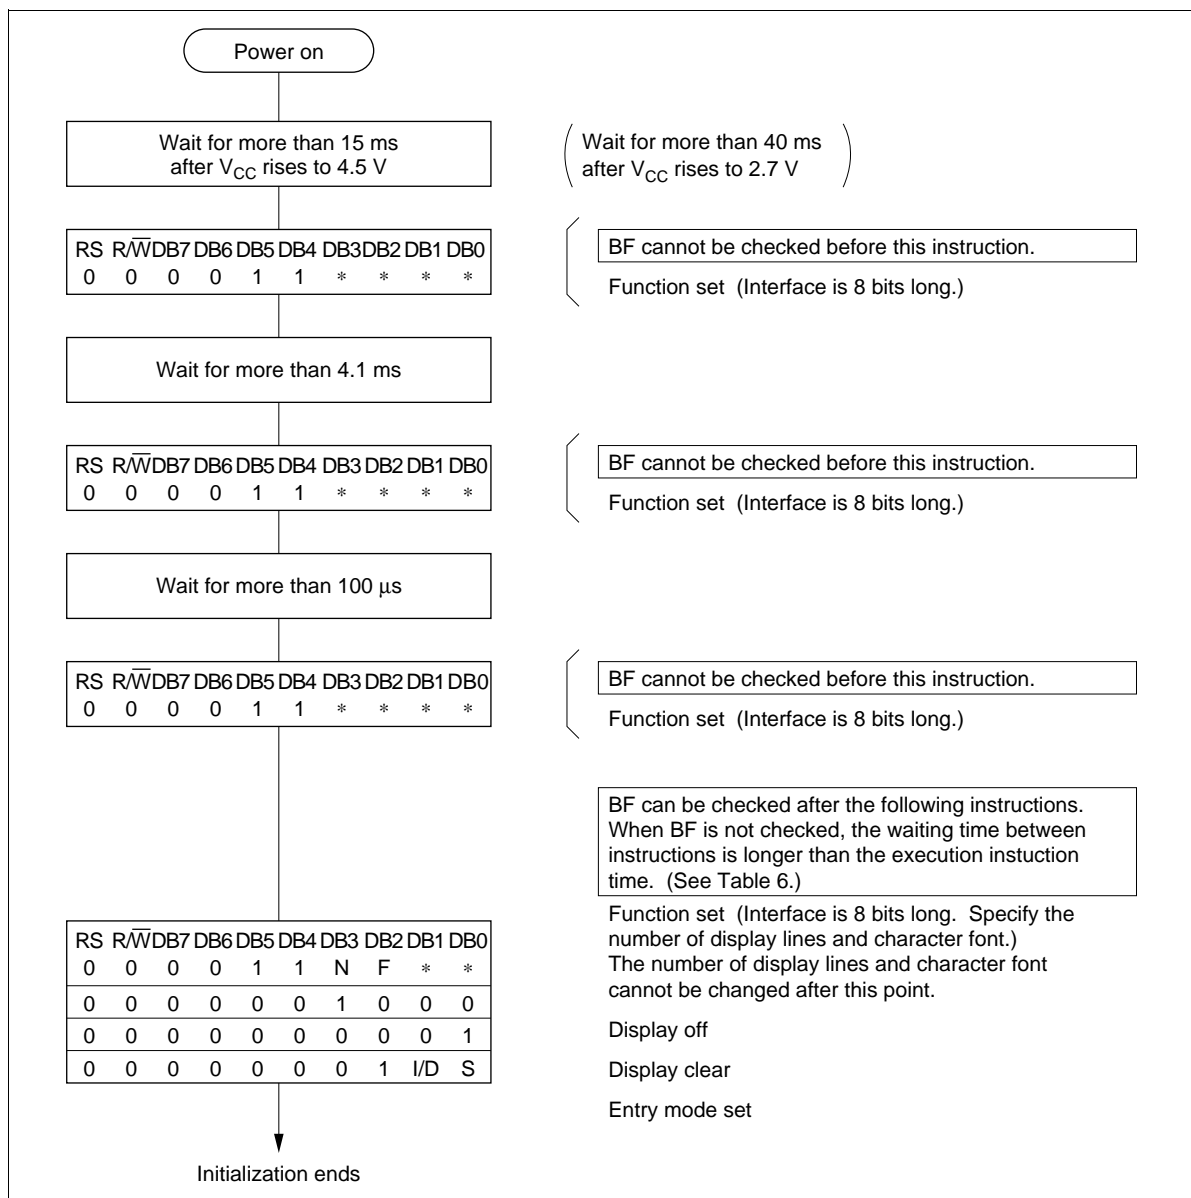 Power on
Wait for more than 15 ms
after VCC rises to 4.5 V
Wait for more than 40 ms
after VCC rises to 2.7 V
RS R/W̅ DB7 DB6 DB5 DB4 DB3 DB2 DB1 DB0
0 0 0 0 1 1 * * * *
BF cannot be checked before this instruction.
Function set (Interface is 8 bits long.)
Wait for more than 4.1 ms
RS R/W̅ DB7 DB6 DB5 DB4 DB3 DB2 DB1 DB0
0 0 0 0 1 1 * * * *
BF cannot be checked before this instruction.
Function set (Interface is 8 bits long.)
Wait for more than 100 μs
RS R/W̅ DB7 DB6 DB5 DB4 DB3 DB2 DB1 DB0
0 0 0 0 1 1 * * * *
BF cannot be checked before this instruction.
Function set (Interface is 8 bits long.)
BF can be checked after the following instructions.
When BF is not checked, the waiting time between
instructions is longer than the execution instuction
time. (See Table 6.)
RS R/W̅ DB7 DB6 DB5 DB4 DB3 DB2 DB1 DB0
0 0 0 0 1 1 N F * *
0 0 0 0 0 0 1 0 0 0
0 0 0 0 0 0 0 0 0 1
0 0 0 0 0 0 0 1 I/D S
Function set (Interface is 8 bits long. Specify the
number of display lines and character font.)
The number of display lines and character font
cannot be changed after this point.
Display off
Display clear
Entry mode set
Initialization ends